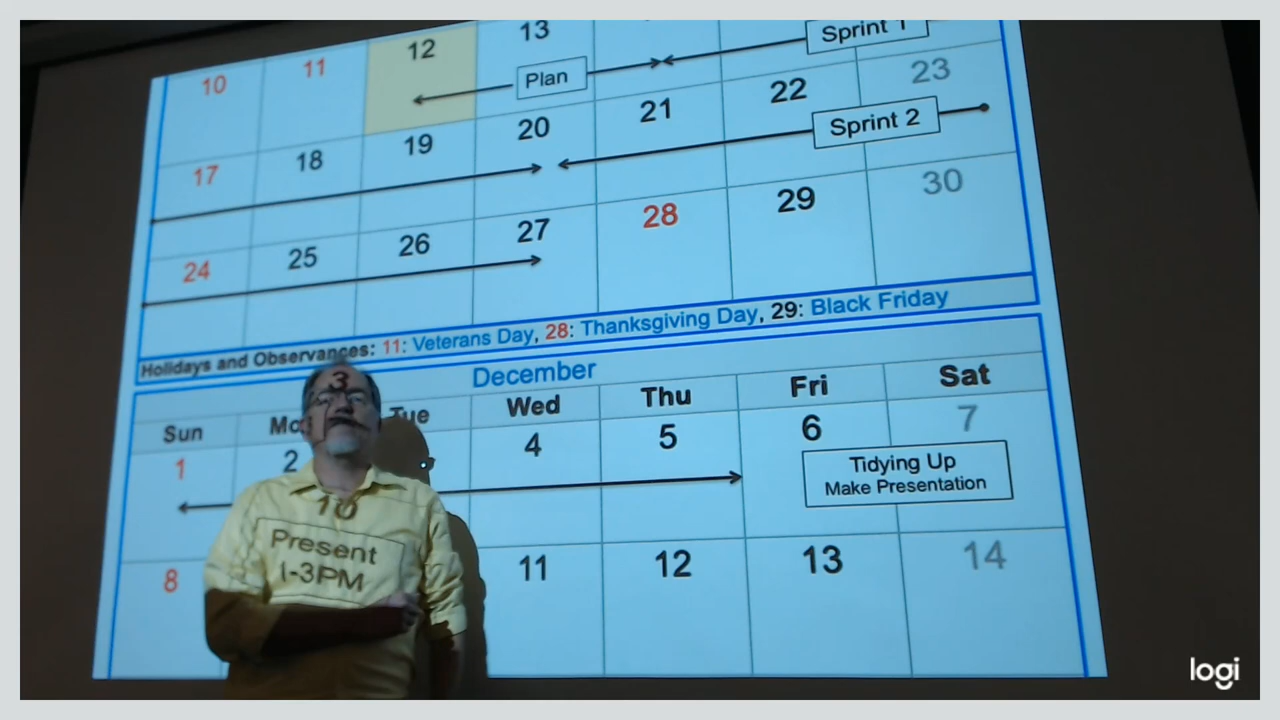 13
12
11
10
Plan
Sprint 1
23
22
21
20
19
18
17
Sprint 2
30
29
28
27
26
25
24
Holidays and Observances: 11: Veterans Day, 28: Thanksgiving Day, 29: Black Friday
December
Sun Tue Wed Thu Fri Sat
1 2 3 4 5 6 7
Tidying Up
Make Presentation
8 10 11 12 13 14
Present
1-3PM
logi